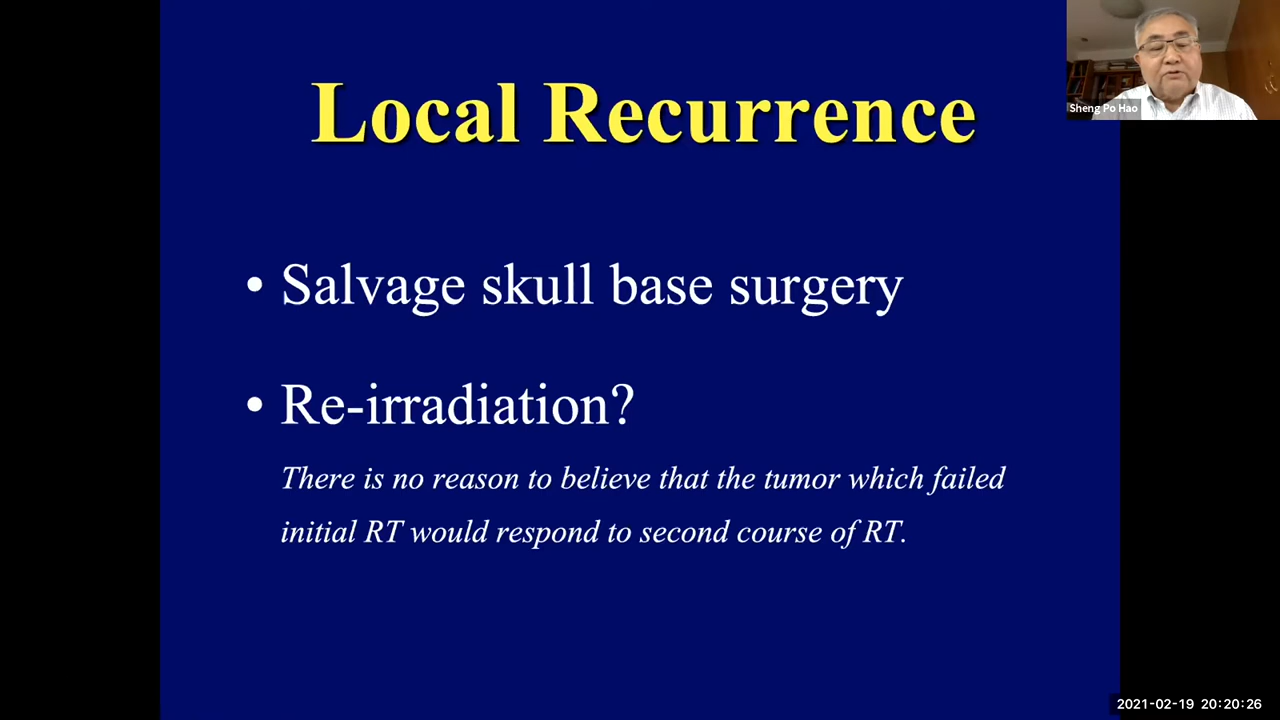 Local Recurrence
Sheng Po Hao
• Salvage skull base surgery
• Re-irradiation?
There is no reason to believe that the tumor which failed
initial RT would respond to second course of RT.
2021-02-19 20:20:26